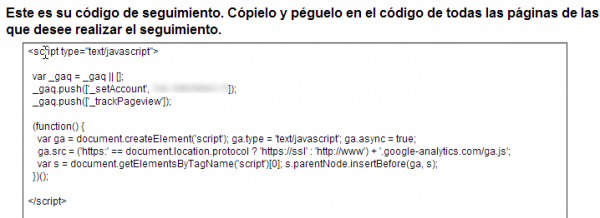 Este es su código de seguimiento. Cópielo y péguelo en el código de todas las páginas de las
que desee realizar el seguimiento.
<script type="text/javascript">
var _gaq = _gaq || [];
_gaq.push(['_setAccount', ]);
_gaq.push(['_trackPageview']);
(function() {
var ga = document.createElement('script'); ga.type = 'text/javascript'; ga.async = true;
ga.src = ('https:' == document.location.protocol ? 'https://ssl' : 'http://www') + '.google-analytics.com/ga.js';
var s = document.getElementsByTagName('script')[0]; s.parentNode.insertBefore(ga, s);
})();
</script>